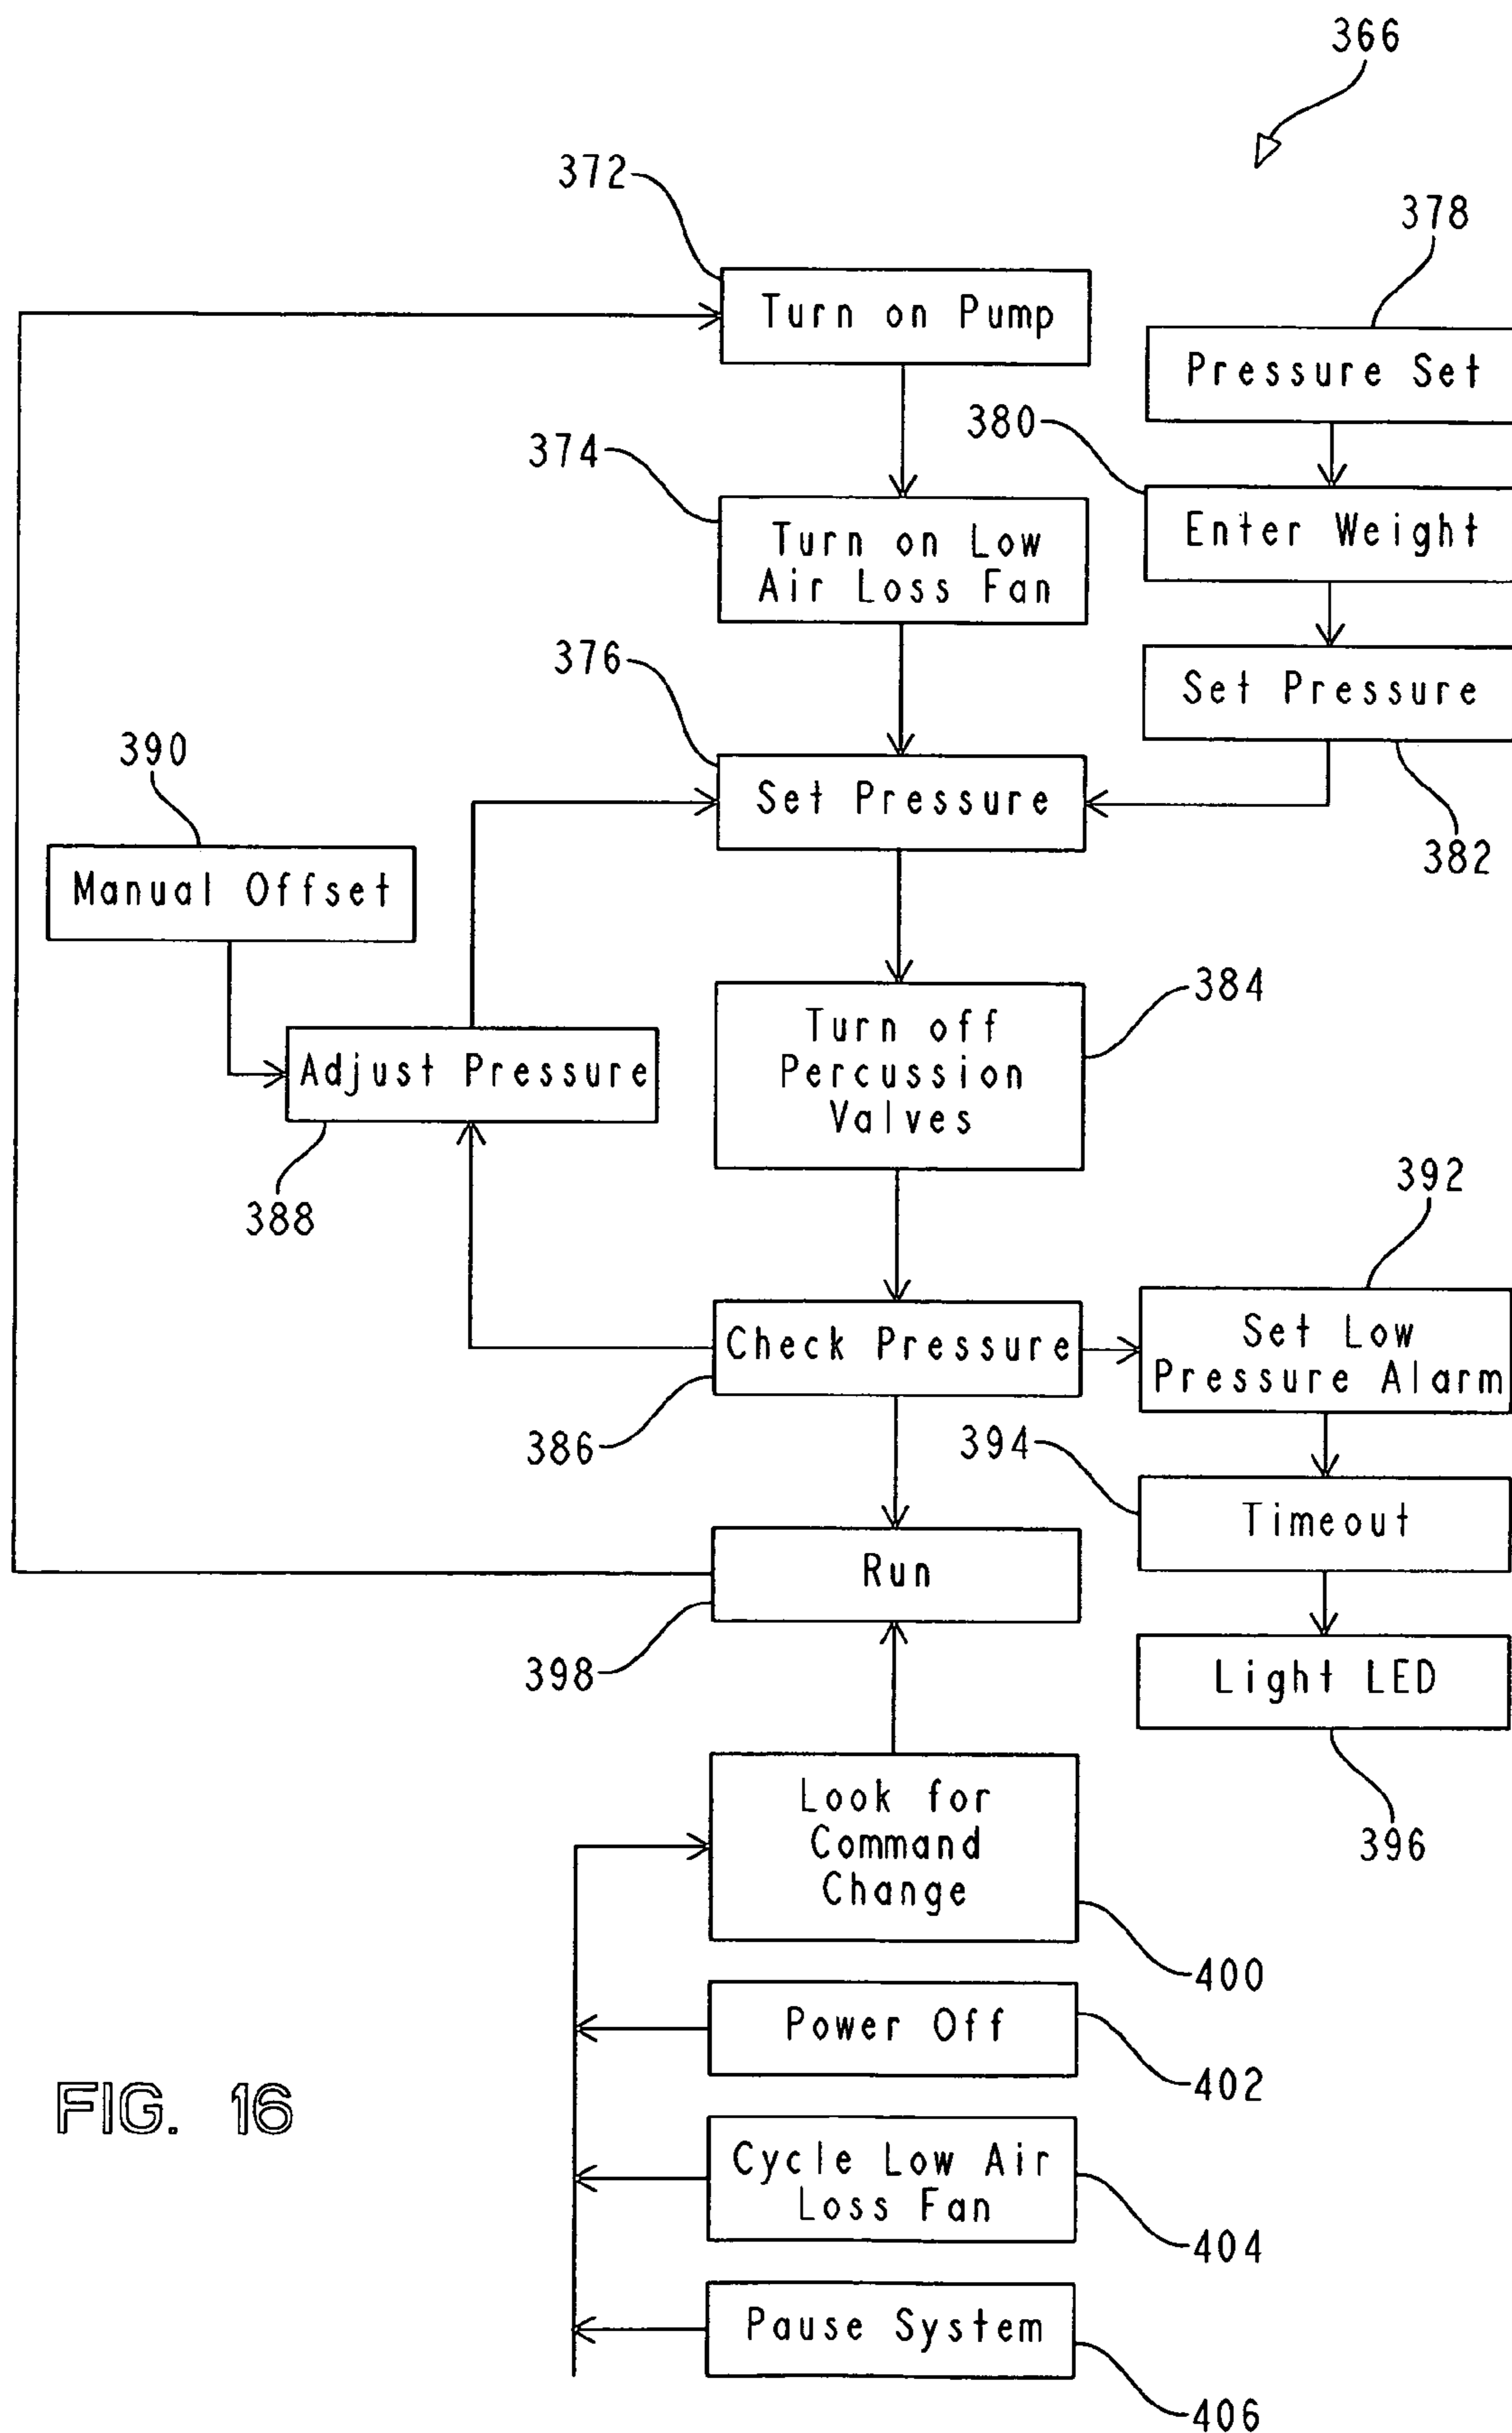 366
372
378
Turn on Pump
Pressure Set
380
374
Enter Weight
Turn on Low
Air Loss Fan
376
Set Pressure
390
Set Pressure
382
Manual Offset
384
Turn off
Percussion
Valves
Adjust Pressure
388
392
Check Pressure
Set Low
Pressure Alarm
386
394
Timeout
Run
398
Light LED
396
Look for
Command
Change
400
Power Off
402
FIG. 16
Cycle Low Air
Loss Fan
404
Pause System
406